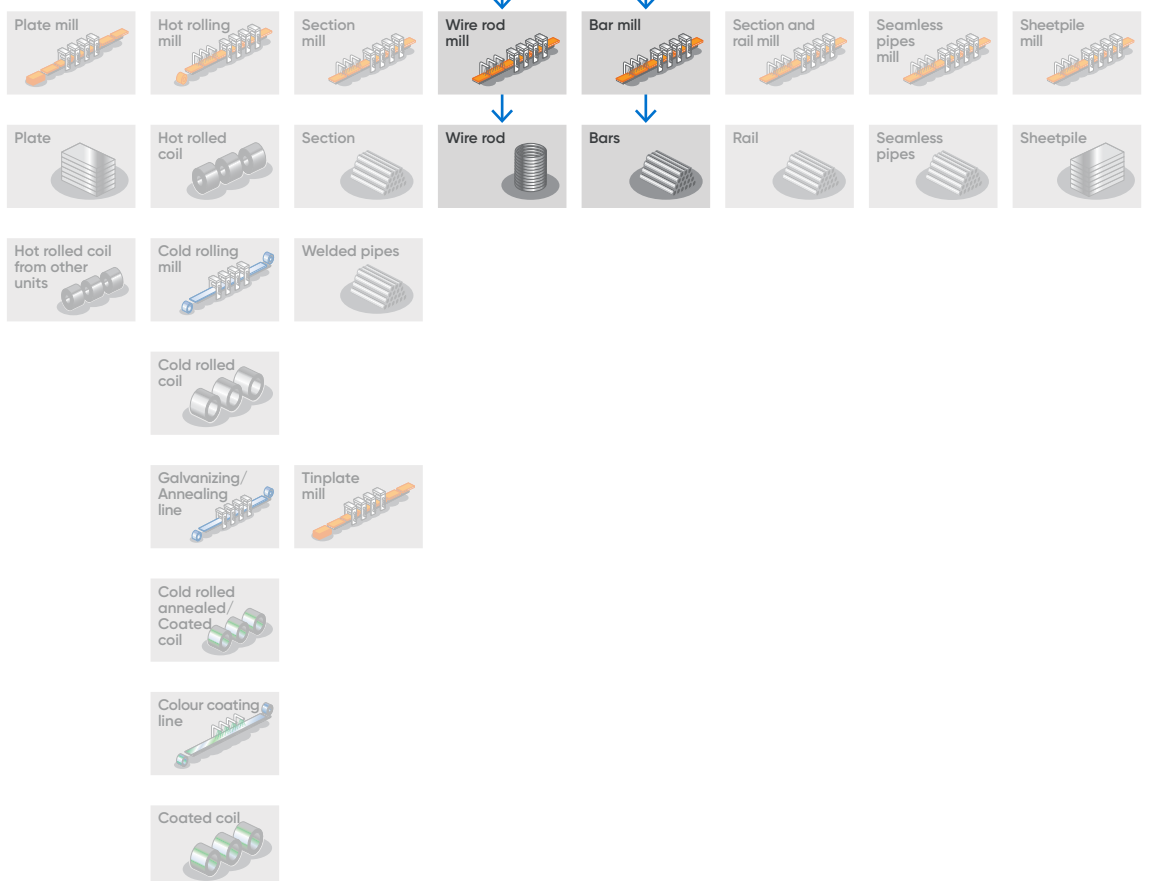 Plate mill
Hot rolling
mill
Section
mill
Wire rod
mill
Bar mill
Section and
rail mill
Seamless
pipes
mill
Sheetpile
mill
Plate
Hot rolled
coil
Section
Wire rod
Bars
Rail
Seamless
pipes
Sheetpile
Hot rolled coil
from other
units
Cold rolling
mill
Welded pipes
Cold rolled
coil
Galvanizing/
Annealing
line
Tinplate
mill
Cold rolled
annealed/
Coated
coil
Colour coating
line
Coated coil